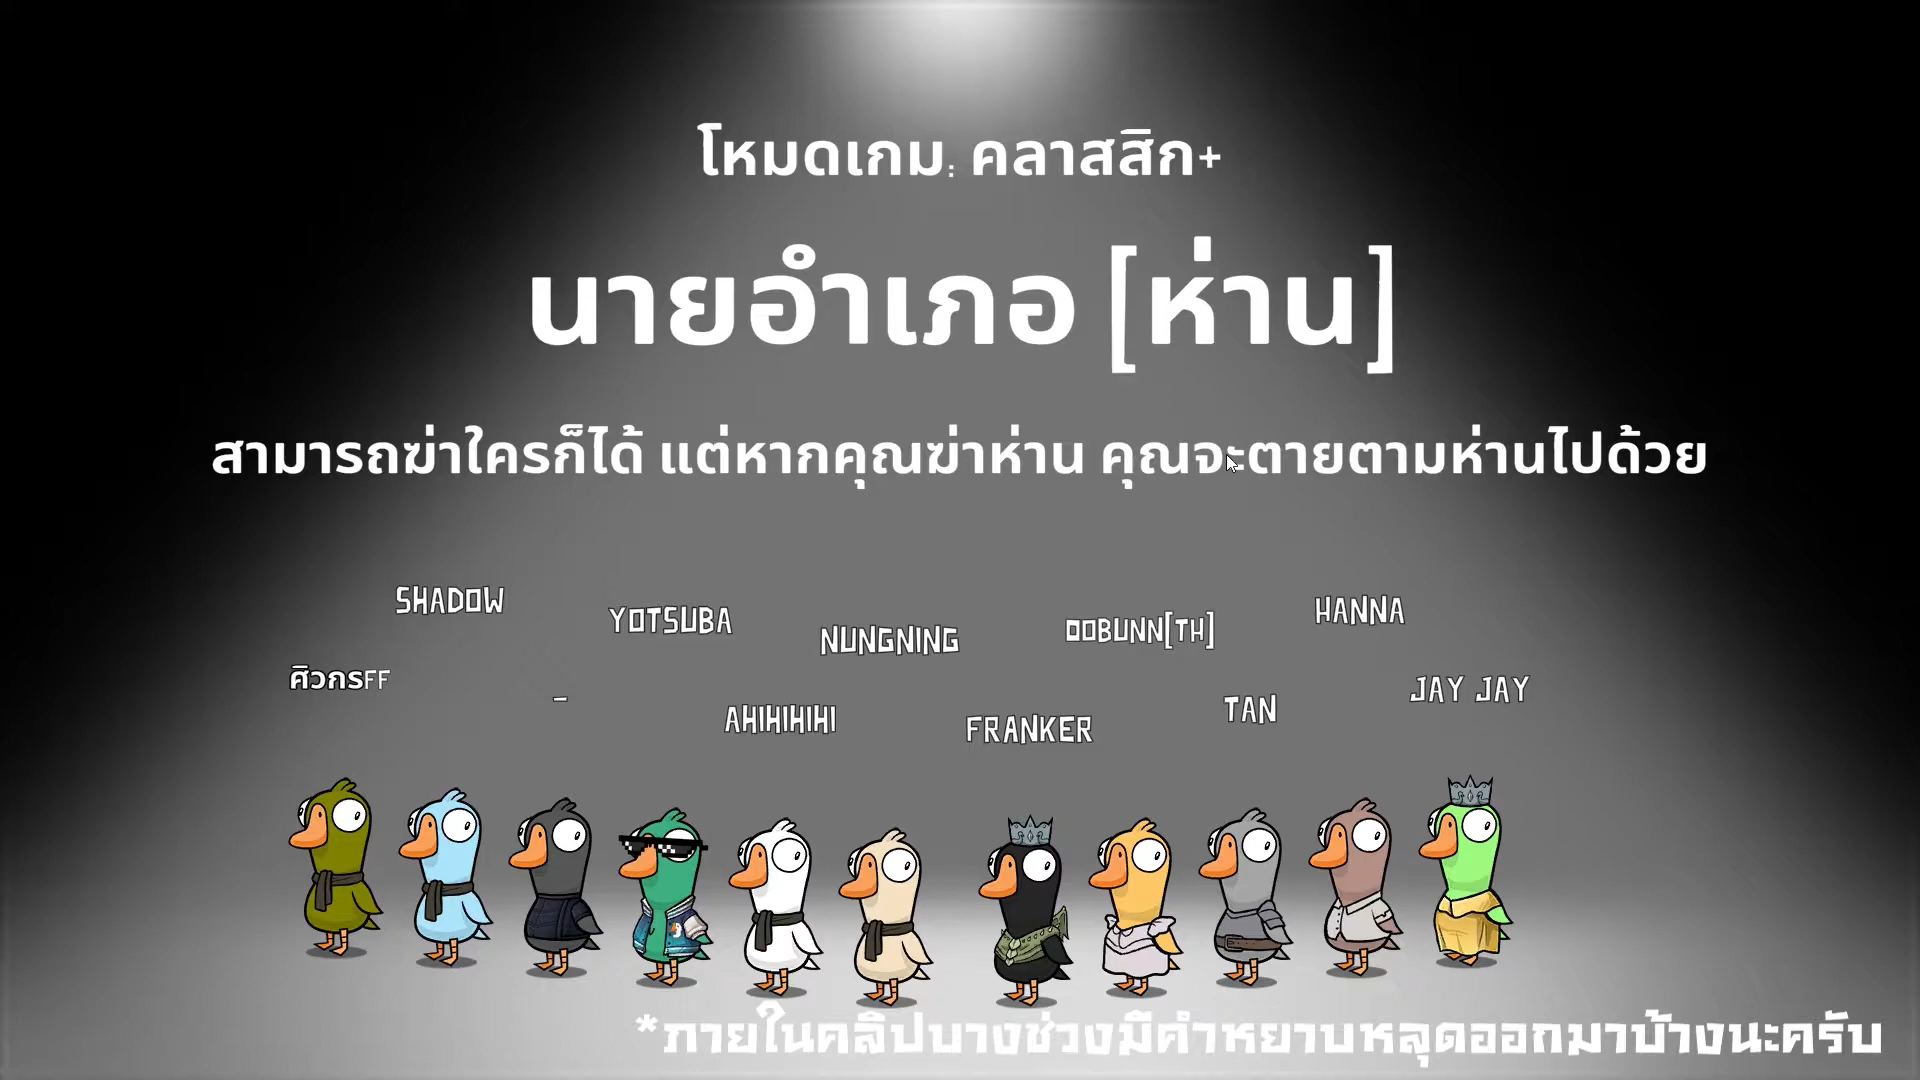 โหมดเกม: คลาสสิก+
นายอำเภอ [ห่าน]
สามารถฆ่าใครก็ได้ แต่หากคุณฆ่าห่าน คุณจะตายตามห่านไปด้วย
SHADOW
YOTSUBA
NUNGNING
OOBUNN[TH]
HANNA
ศิวกรFF
_
AHIHIHIHI
FRANKER
TAN
JAY JAY
*ภายในคลิปบางช่วงมีคำหยาบหลุดออกมาบ้างนะครับ